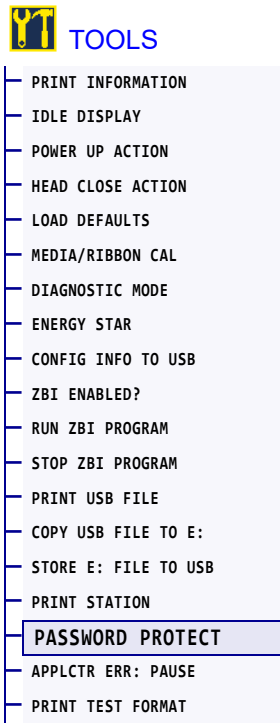 TOOLS
PRINT INFORMATION
IDLE DISPLAY
POWER UP ACTION
HEAD CLOSE ACTION
LOAD DEFAULTS
MEDIA/RIBBON CAL
DIAGNOSTIC MODE
ENERGY STAR
CONFIG INFO TO USB
ZBI ENABLED?
RUN ZBI PROGRAM
STOP ZBI PROGRAM
PRINT USB FILE
COPY USB FILE TO E:
STORE E: FILE TO USB
PRINT STATION
PASSWORD PROTECT
APPLCTR ERR: PAUSE
PRINT TEST FORMAT